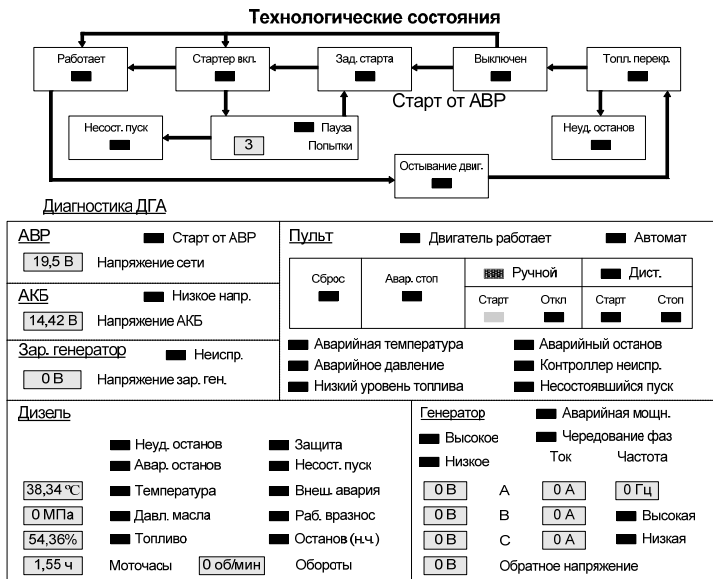 Технологические состояния
Работает
Стартер вкл.
Зад. старта
Выключен
Топл. перекр.
Старт от АВР
Несост. пуск
Пауза
3 Попытки
Неуд. останов
Остывание двиг.
Диагностика ДГА
АВР Старт от АВР
19,5 В Напряжение сети
АКБ Низкое напр.
14,42 В Напряжение АКБ
Зар. генератор Неиспр.
0 В Напряжение зар. ген.
Пульт Двигатель работает Автомат
Сброс Авар. стоп Ручной Дист.
Старт Откл Старт Стоп
Аварийная температура Аварийный останов
Аварийное давление Контроллер неиспр.
Низкий уровень топлива Несостоявшийся пуск
Дизель
Неуд. останов Защита
Авар. останов Несост. пуск
38,34 °С Температура Внеш. авария
0 МПа Давл. масла Раб. вразнос
54,36% Топливо Останов (н.ч.)
1,55 ч Моточасы 0 об/мин Обороты
Генератор Аварийная мощн.
Высокое Чередование фаз
Низкое Ток Частота
0 В А 0 А 0 Гц
0 В В 0 А Высокая
0 В С 0 А Низкая
0 В Обратное напряжение